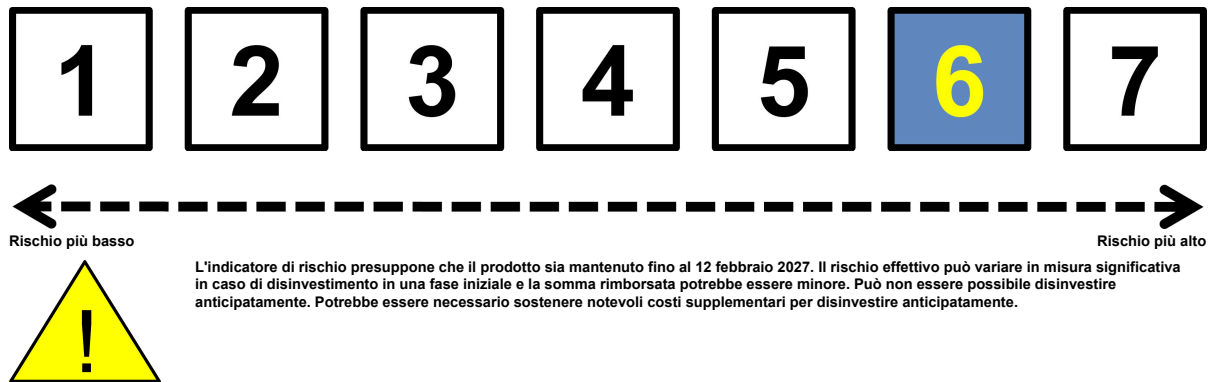 1 2 3 4 5 6 7
Rischio più basso Rischio più alto
L'indicatore di rischio presuppone che il prodotto sia mantenuto fino al 12 febbraio 2027. Il rischio effettivo può variare in misura significativa
in caso di disinvestimento in una fase iniziale e la somma rimborsata potrebbe essere minore. Può non essere possibile disinvestire
anticipatamente. Potrebbe essere necessario sostenere notevoli costi supplementari per disinvestire anticipatamente.
!